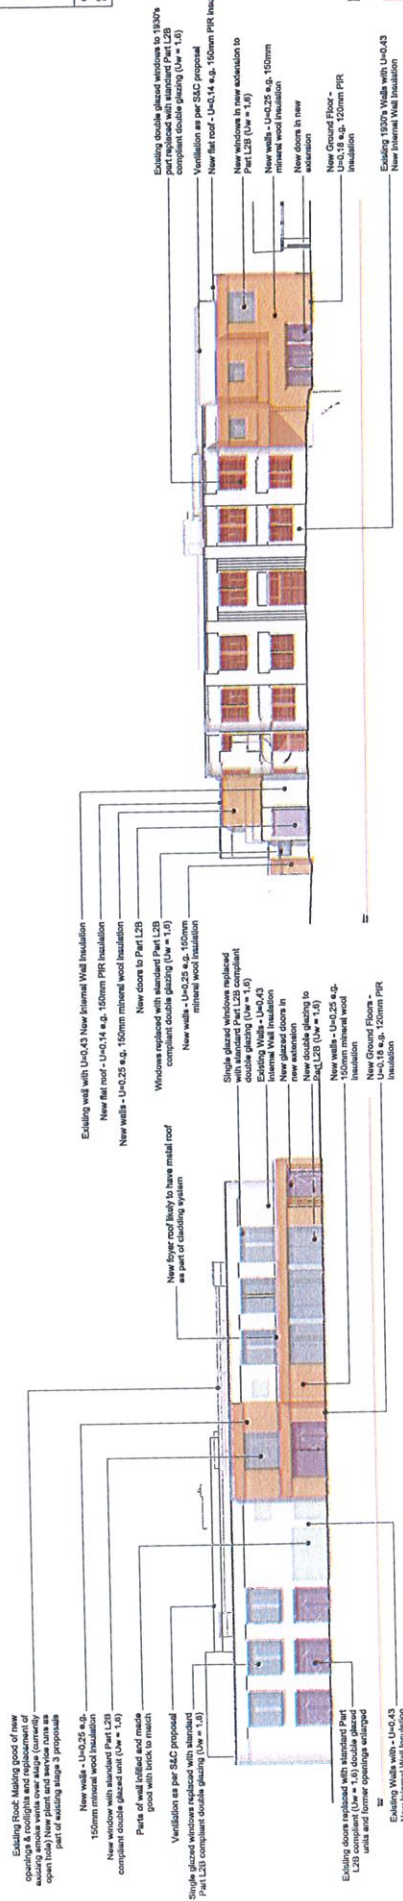 Existing Roof: Making good of new
openings & rooflights and replacement of
existing smoke vents over stage (currently
open hole) New plant and service runs as
part of existing stage 3 proposals
New walls - U=0,25 e.g.
150mm mineral wool insulation
New window with standard Part L2B
compliant double glazed unit (Uw = 1,6)
Parts of wall infilled and made
good with brick to match
Ventilation as per S&C proposal
Single glazed windows replaced with standard
Part L2B compliant double glazing (Uw = 1,6)
Existing doors replaced with standard Part
L2B compliant (Uw = 1,6) double glazed
units and former openings enlarged
Existing Walls with - U=0,43
New Internal Wall Insulation
New foyer roof likely to have metal roof
as part of cladding system
Single glazed windows replaced
with standard Part L2B compliant
double glazing (Uw = 1,6)
Existing Walls - U=0,43
Internal Wall Insulation
New glazed doors in
new extension
New double glazing to
Part L2B (Uw = 1,6)
New walls - U=0,25 e.g.
150mm mineral wool
insulation
New Ground Floors -
U=0,18 e.g. 120mm PIR
insulation
Existing wall with U=0,43 New Internal Wall Insulation
New flat roof - U=0,14 e.g. 150mm PIR insulation
New walls - U=0,25 e.g. 150mm mineral wool insulation
New doors to Part L2B
Windows replaced with standard Part L2B
compliant double glazing (Uw = 1,6)
New walls - U=0,25 e.g. 150mm
mineral wool insulation
Existing double glazed windows to 1930's
part replaced with standard Part L2B
compliant double glazing (Uw = 1,6)
Ventilation as per S&C proposal
New flat roof - U=0,14 e.g. 150mm PIR
New windows in new extension to
Part L2B (Uw = 1,6)
New walls - U=0,25 e.g. 150mm
mineral wool insulation
New doors in new
extension
New Ground Floor -
U=0,18 e.g. 120mm PIR
insulation
Existing 1930's Walls with U=0,43
New Internal Wall Insulation